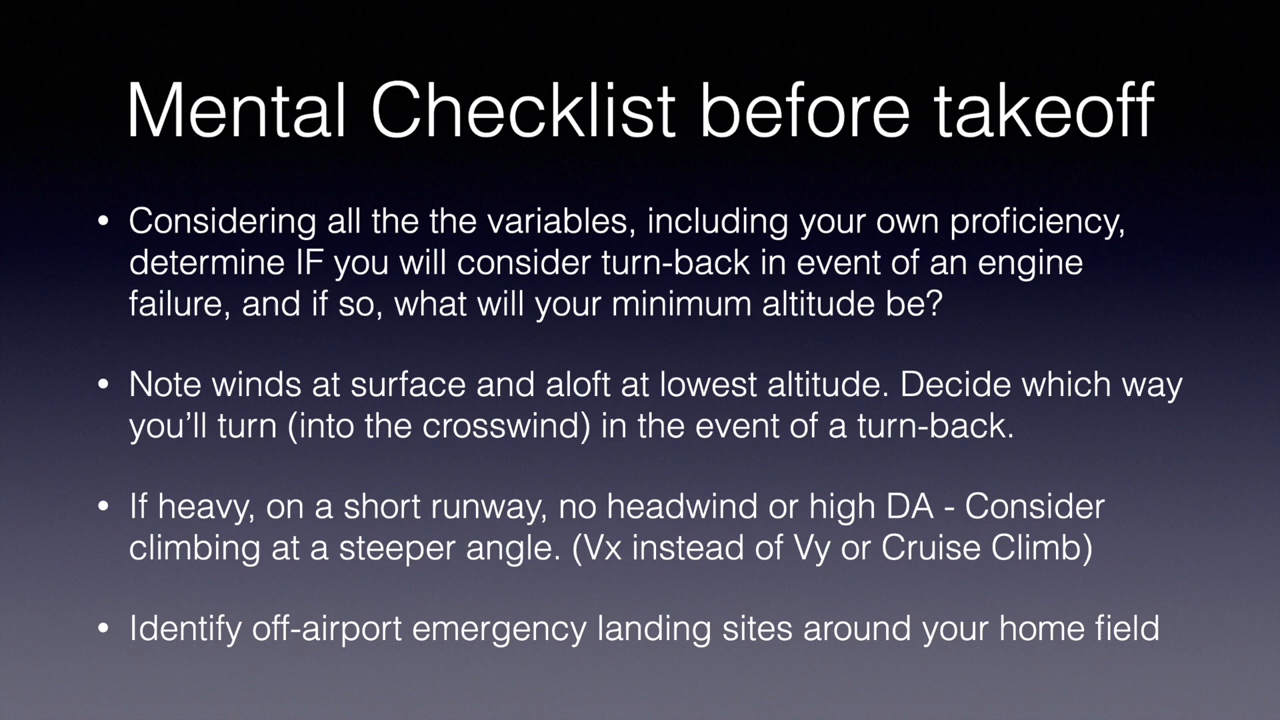 Mental Checklist before takeoff
• Considering all the the variables, including your own proficiency,
determine IF you will consider turn-back in event of an engine
failure, and if so, what will your minimum altitude be?
• Note winds at surface and aloft at lowest altitude. Decide which way
you’ll turn (into the crosswind) in the event of a turn-back.
• If heavy, on a short runway, no headwind or high DA - Consider
climbing at a steeper angle. (Vx instead of Vy or Cruise Climb)
• Identify off-airport emergency landing sites around your home field